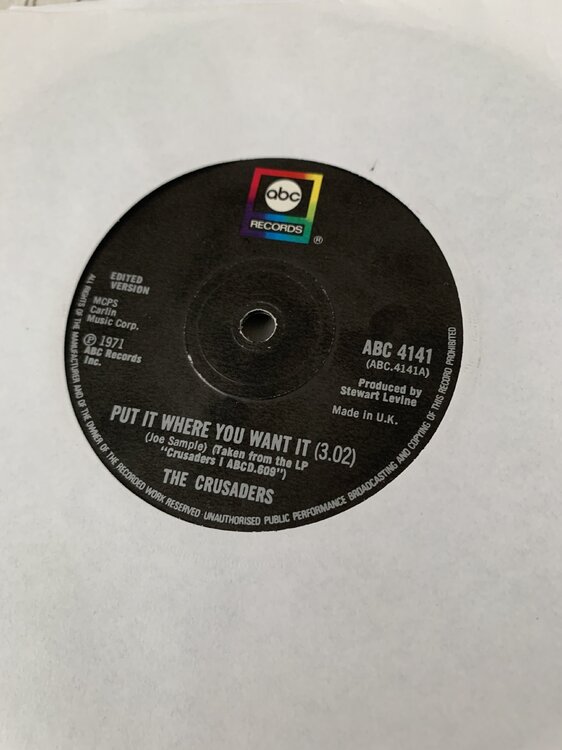 abc
RECORDS
®
EDITED
VERSION
MCPS
Carlin
Music Corp.
Ⓟ 1971
ABC Records
Inc.
ABC 4141
(ABC.4141A)
Produced by
Stewart Levine
Made in U.K.
PUT IT WHERE YOU WANT IT (3.02)
(Joe Sample) (Taken from the LP
"Crusaders I ABCD.609")
THE CRUSADERS
ALL RIGHTS OF THE MANUFACTURER AND OF THE OWNER OF THE RECORDED WORK RESERVED UNAUTHORISED PUBLIC PERFORMANCE BROADCASTING AND COPYING OF THIS RECORD PROHIBITED